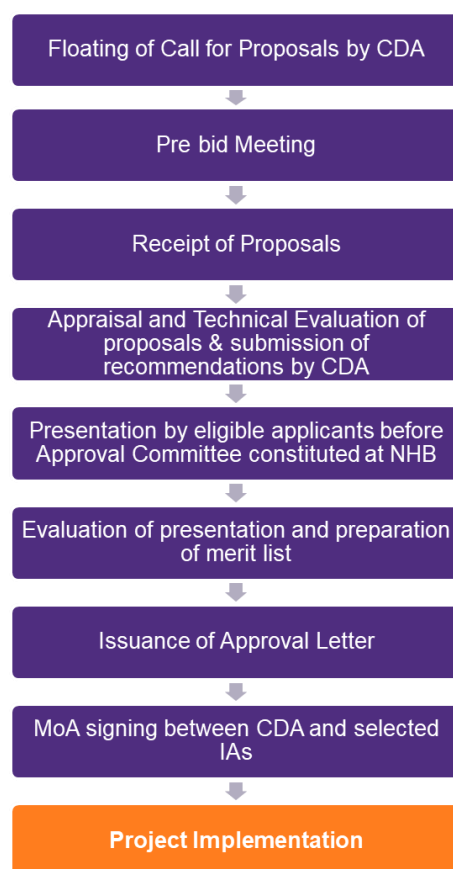 Floating of Call for Proposals by CDA
Pre bid Meeting
Receipt of Proposals
Appraisal and Technical Evaluation of
proposals & submission of
recommendations by CDA
Presentation by eligible applicants before
Approval Committee constituted at NHB
Evaluation of presentation and preparation
of merit list
Issuance of Approval Letter
MoA signing between CDA and selected
IAs
Project Implementation